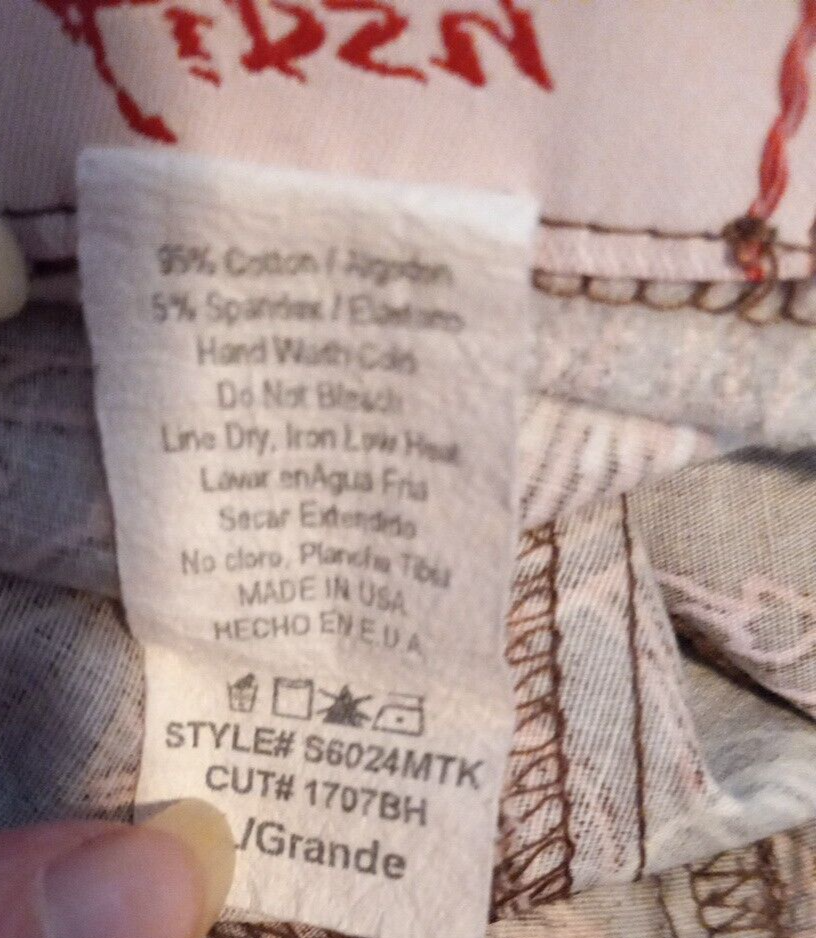 95% Cotton / Algodon
5% Spandex / Elastano
Hand Wash Cold
Do Not Bleach
Line Dry, Iron Low Heat
Lavar enAgua Fria
Secar Extendido
No cloro, Plancha Tibia
MADE IN USA
HECHO EN E.U.A
STYLE# S6024MTK
CUT# 1707BH
/Grande